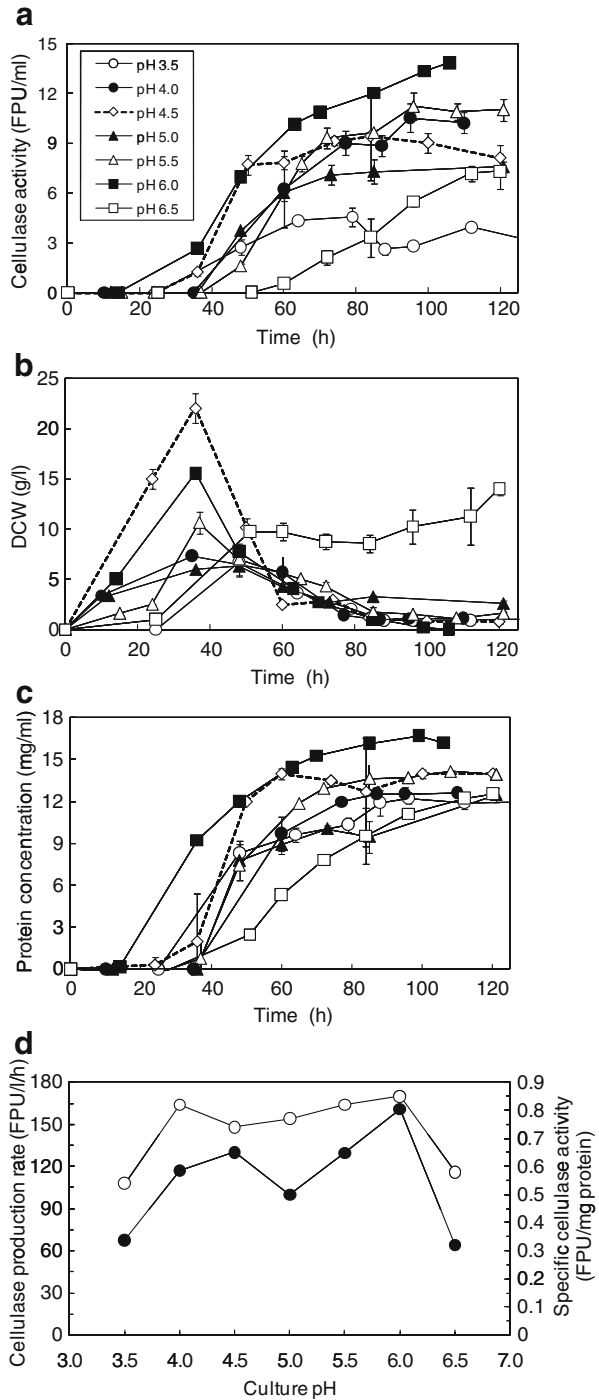 a
Cellulase activity (FPU/ml)
15
12
9
6
3
0
pH 3.5
pH 4.0
pH 4.5
pH 5.0
pH 5.5
pH 6.0
pH 6.5
0 20 40 60 80 100 120
Time (h)
b
DCW (g/l)
25
20
15
10
5
0
0 20 40 60 80 100 120
Time (h)
c
Protein concentration (mg/ml)
18
15
12
9
6
3
0
0 20 40 60 80 100 120
Time (h)
d
Cellulase production rate (FPU/l/h)
180
150
120
90
60
30
0
0.9
0.8
0.7
0.6
0.5
0.4
0.3
0.2
0.1
0
Specific cellulase activity
(FPU/mg protein)
3.0 3.5 4.0 4.5 5.0 5.5 6.0 6.5 7.0
Culture pH